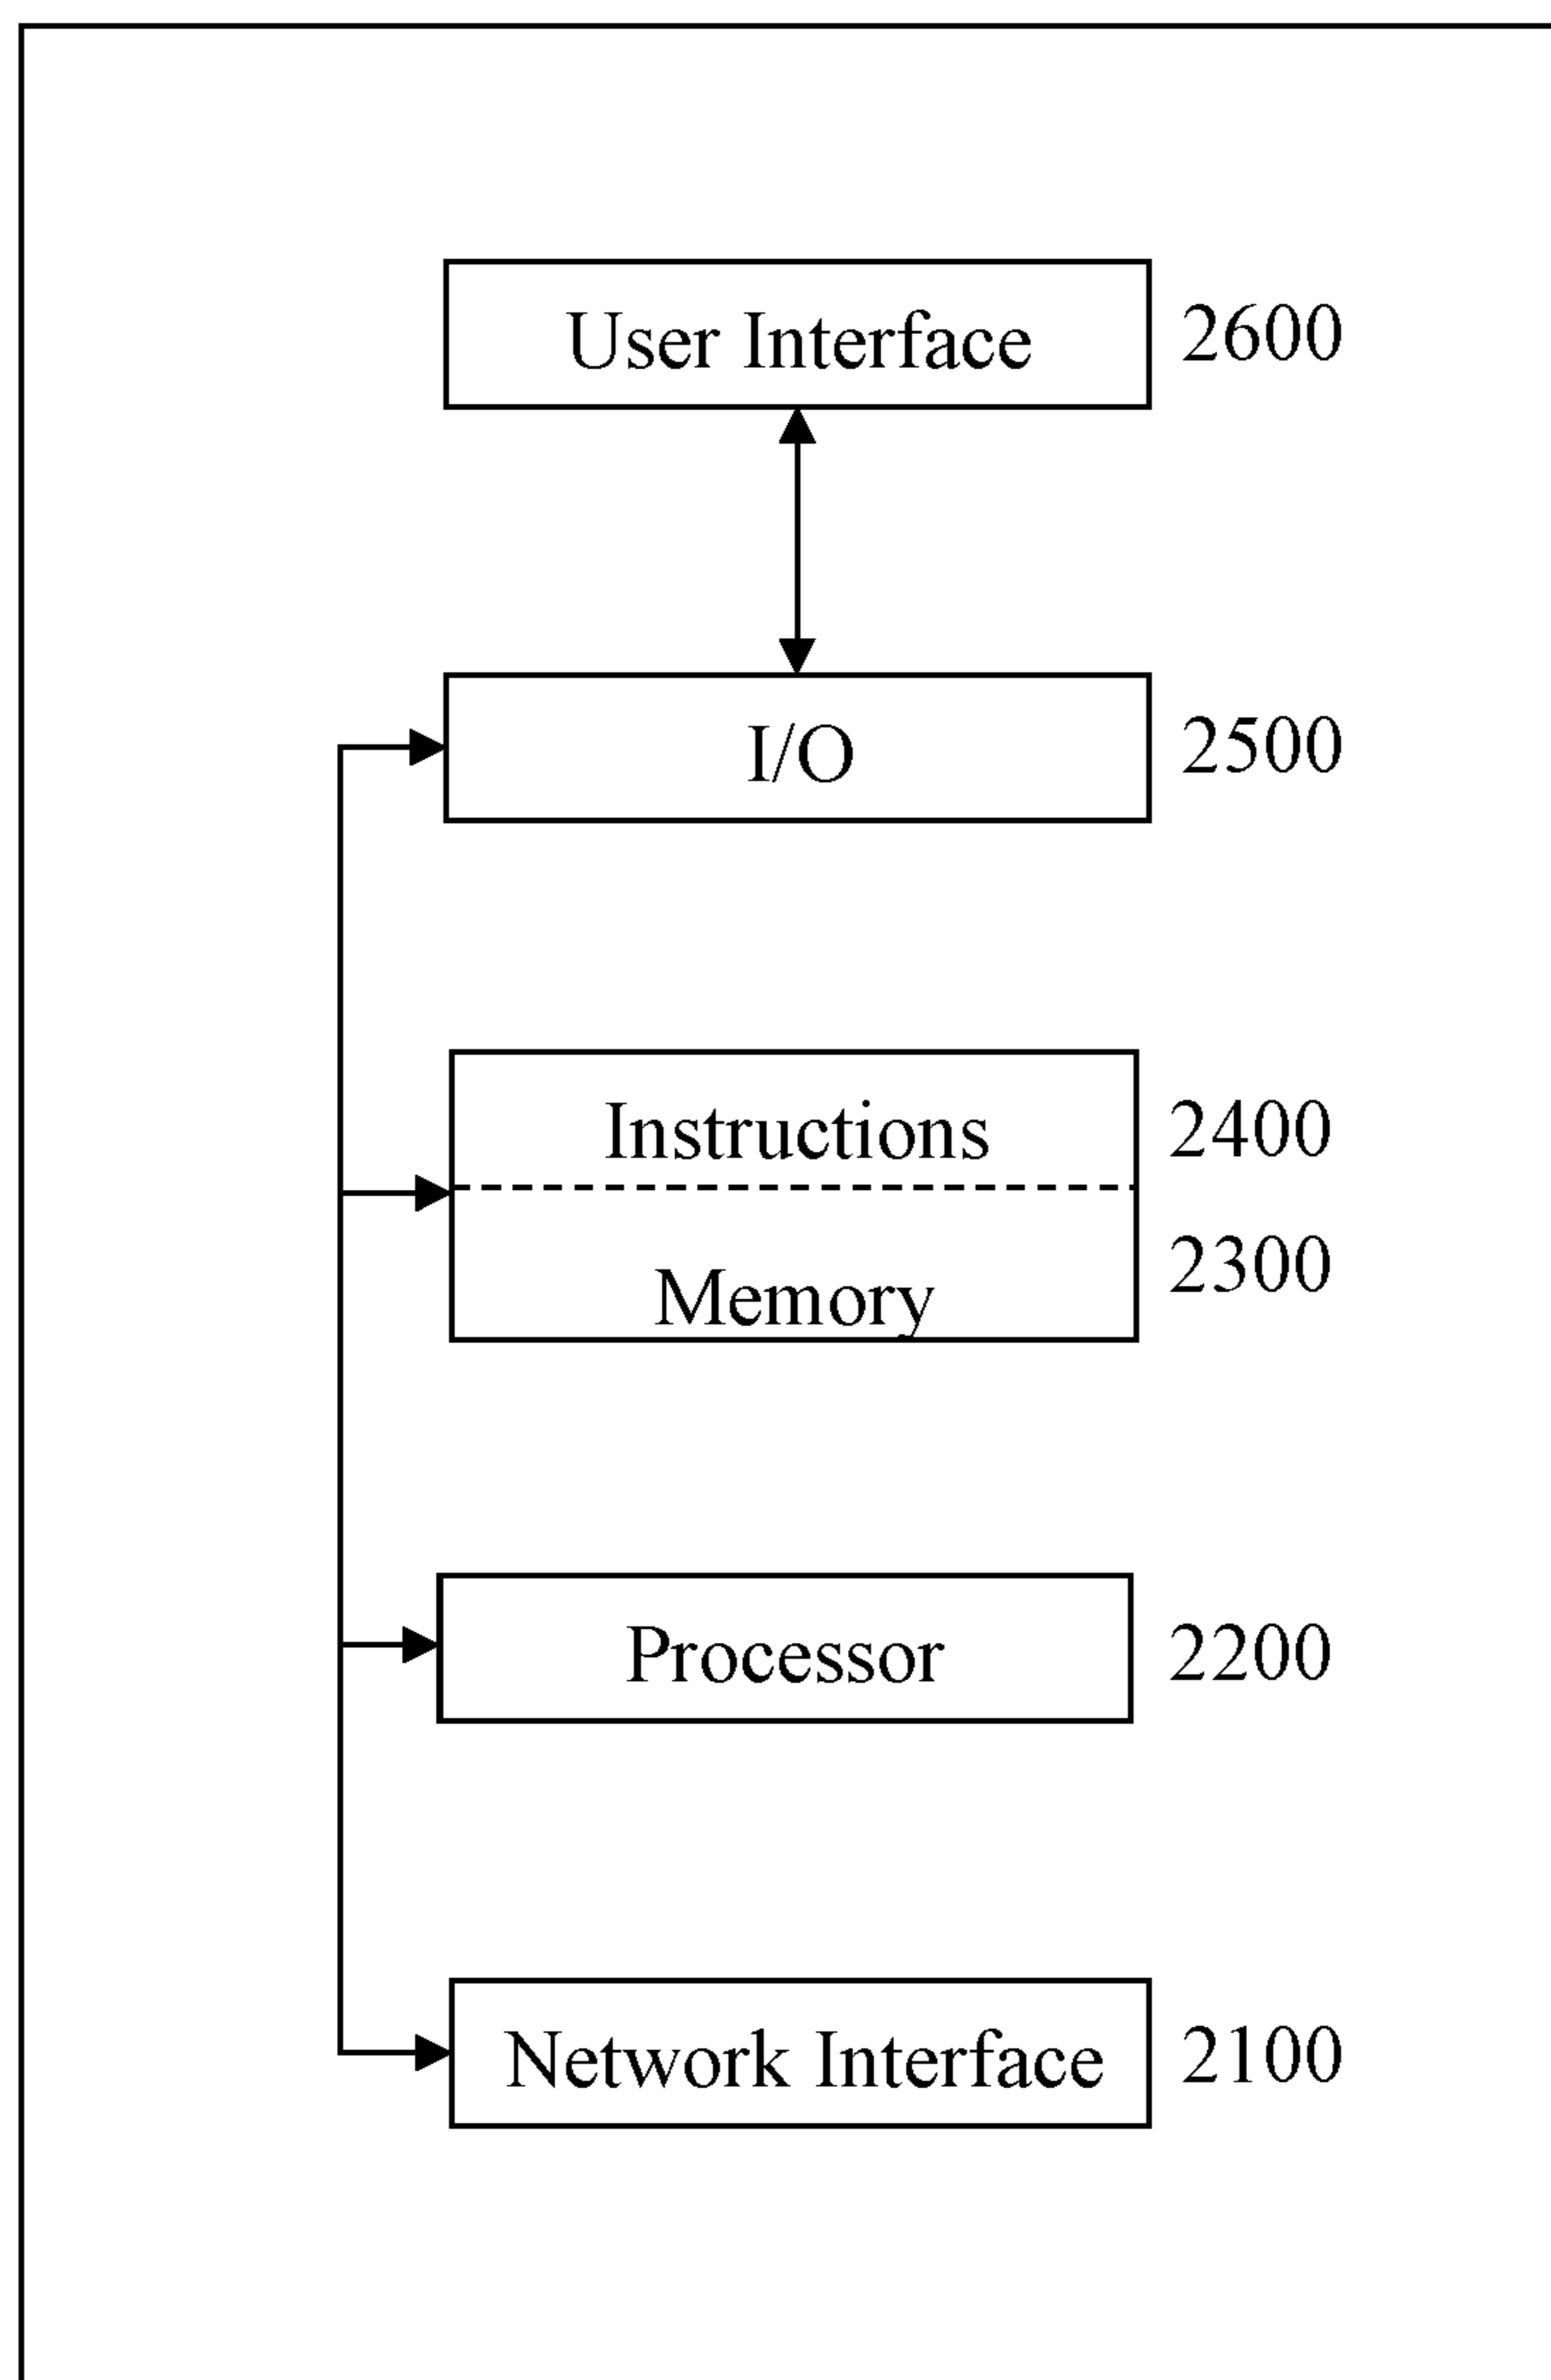 User Interface 2600
I/O 2500
Instructions 2400
Memory 2300
Processor 2200
Network Interface 2100